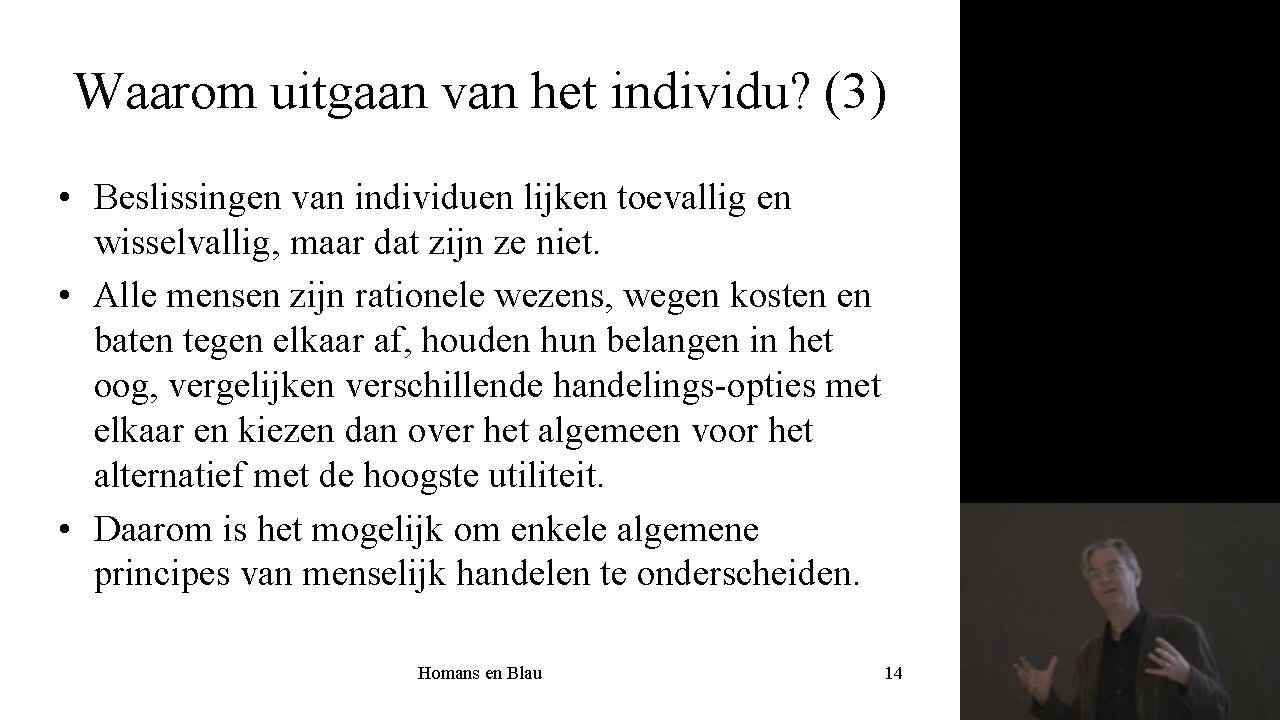 Waarom uitgaan van het individu? (3)
• Beslissingen van individuen lijken toevallig en
wisselvallig, maar dat zijn ze niet.
• Alle mensen zijn rationele wezens, wegen kosten en
baten tegen elkaar af, houden hun belangen in het
oog, vergelijken verschillende handelings-opties met
elkaar en kiezen dan over het algemeen voor het
alternatief met de hoogste utiliteit.
• Daarom is het mogelijk om enkele algemene
principes van menselijk handelen te onderscheiden.
Homans en Blau
14